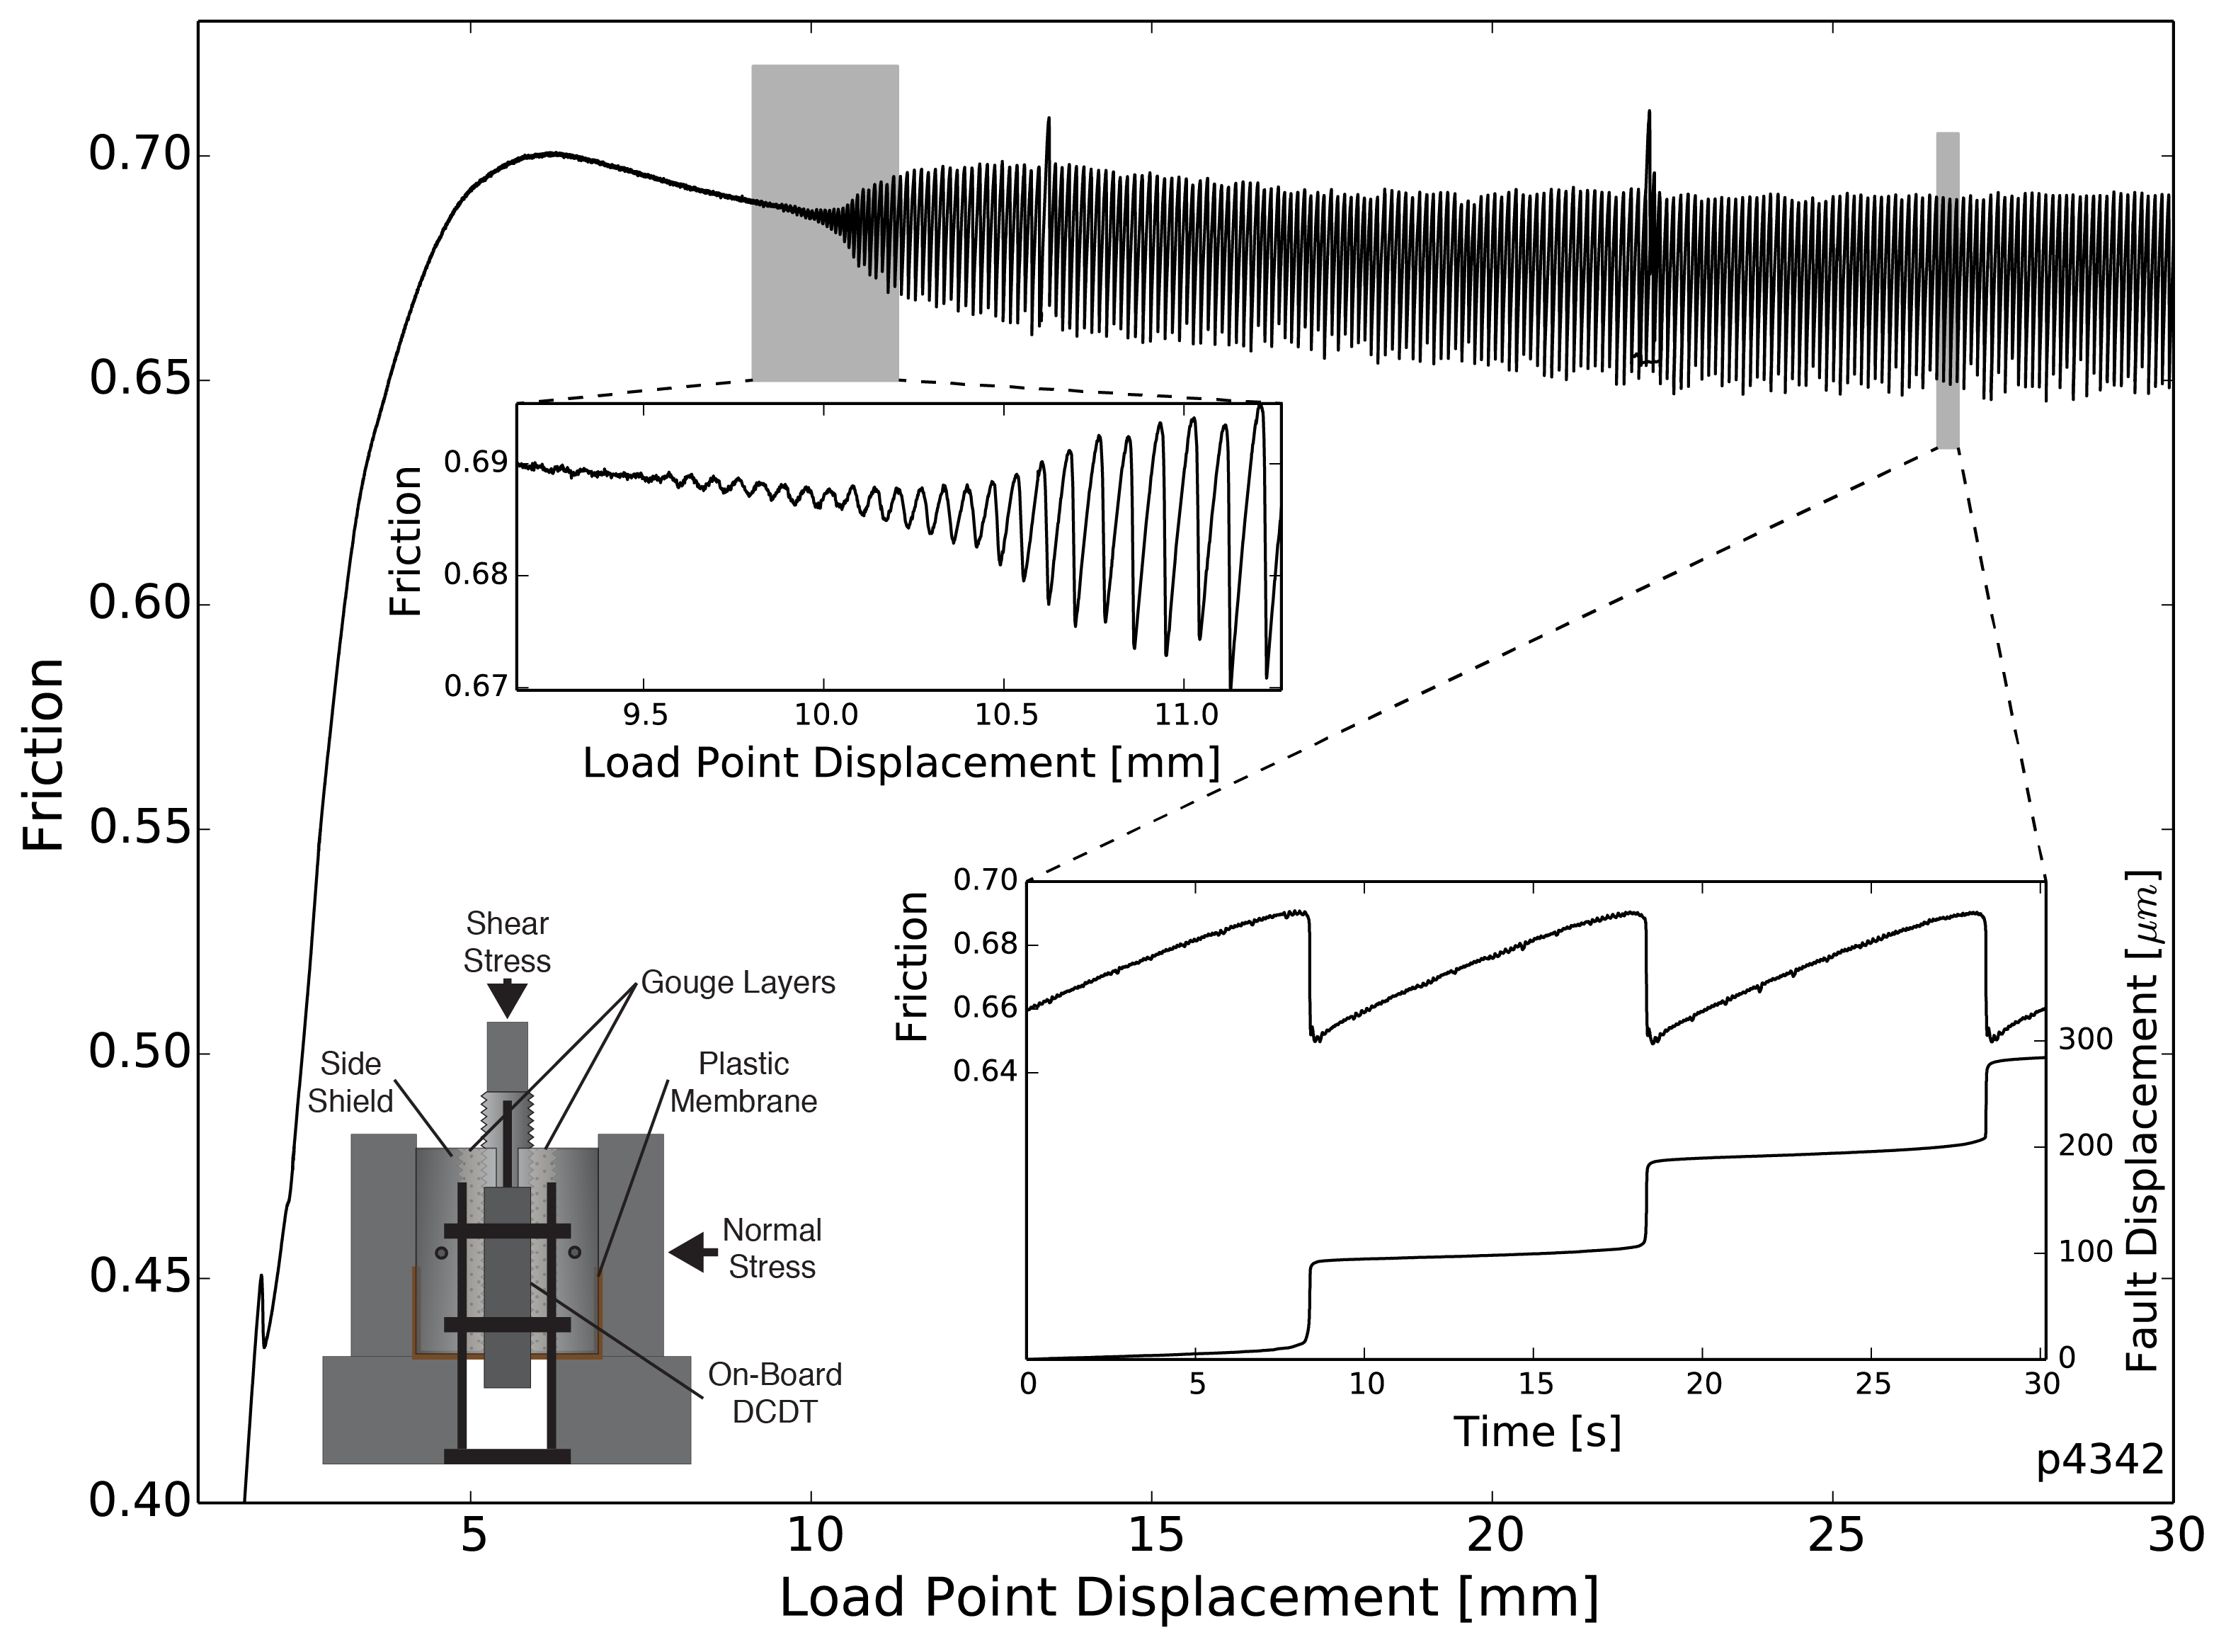 0.70
0.65
0.60
0.55
0.50
0.45
0.40
Friction
5
10
15
20
25
30
Load Point Displacement [mm]
0.69
0.68
0.67
Friction
9.5
10.0
10.5
11.0
Load Point Displacement [mm]
Shear
Stress
Gouge Layers
Side
Shield
Plastic
Membrane
Normal
Stress
On-Board
DCDT
0.70
0.68
0.66
0.64
Friction
300
200
100
0
Fault Displacement [μm]
0
5
10
15
20
25
30
Time [s]
p4342